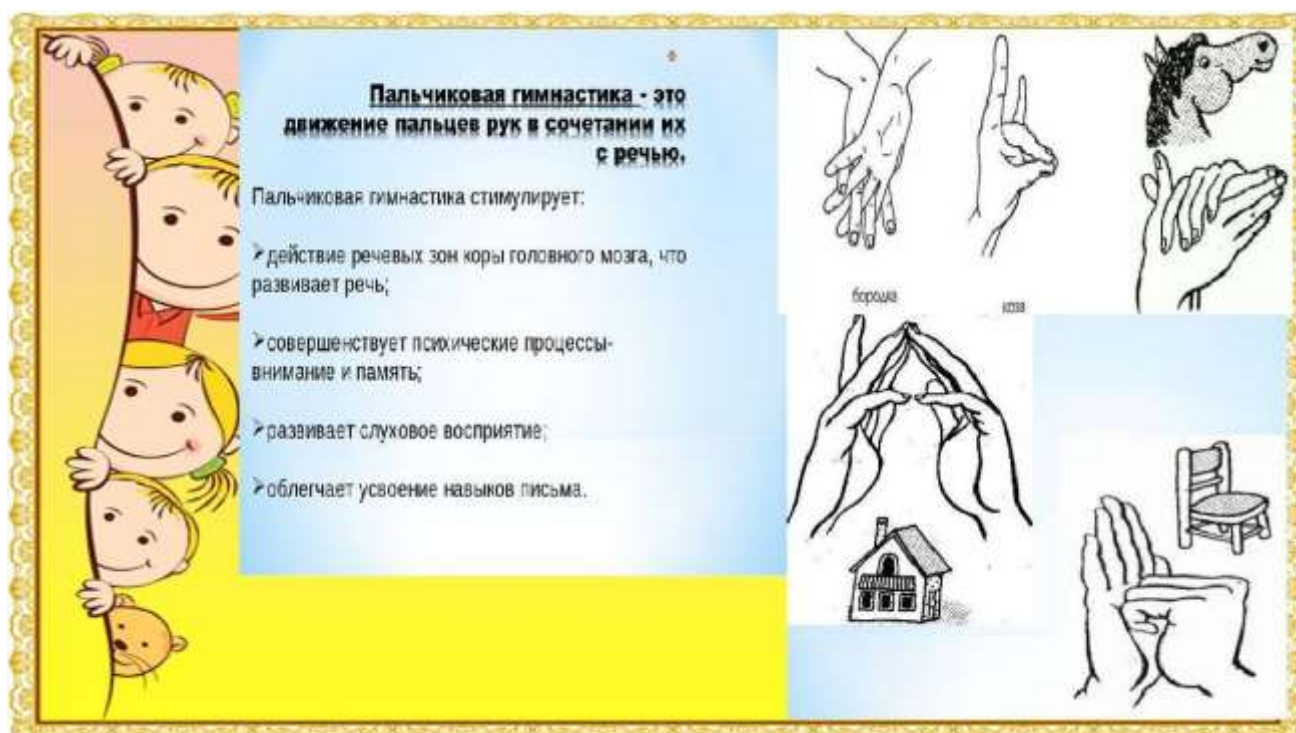 Пальчиковая гимнастика - это
движение пальцев рук в сочетании их
с речью.
Пальчиковая гимнастика стимулирует:
➤действие речевых зон коры головного мозга, что
развивает речь;
➤совершенствует психические процессы-
внимание и память;
➤развивает слуховое восприятие;
➤облегчает усвоение навыков письма.
бородка
коза